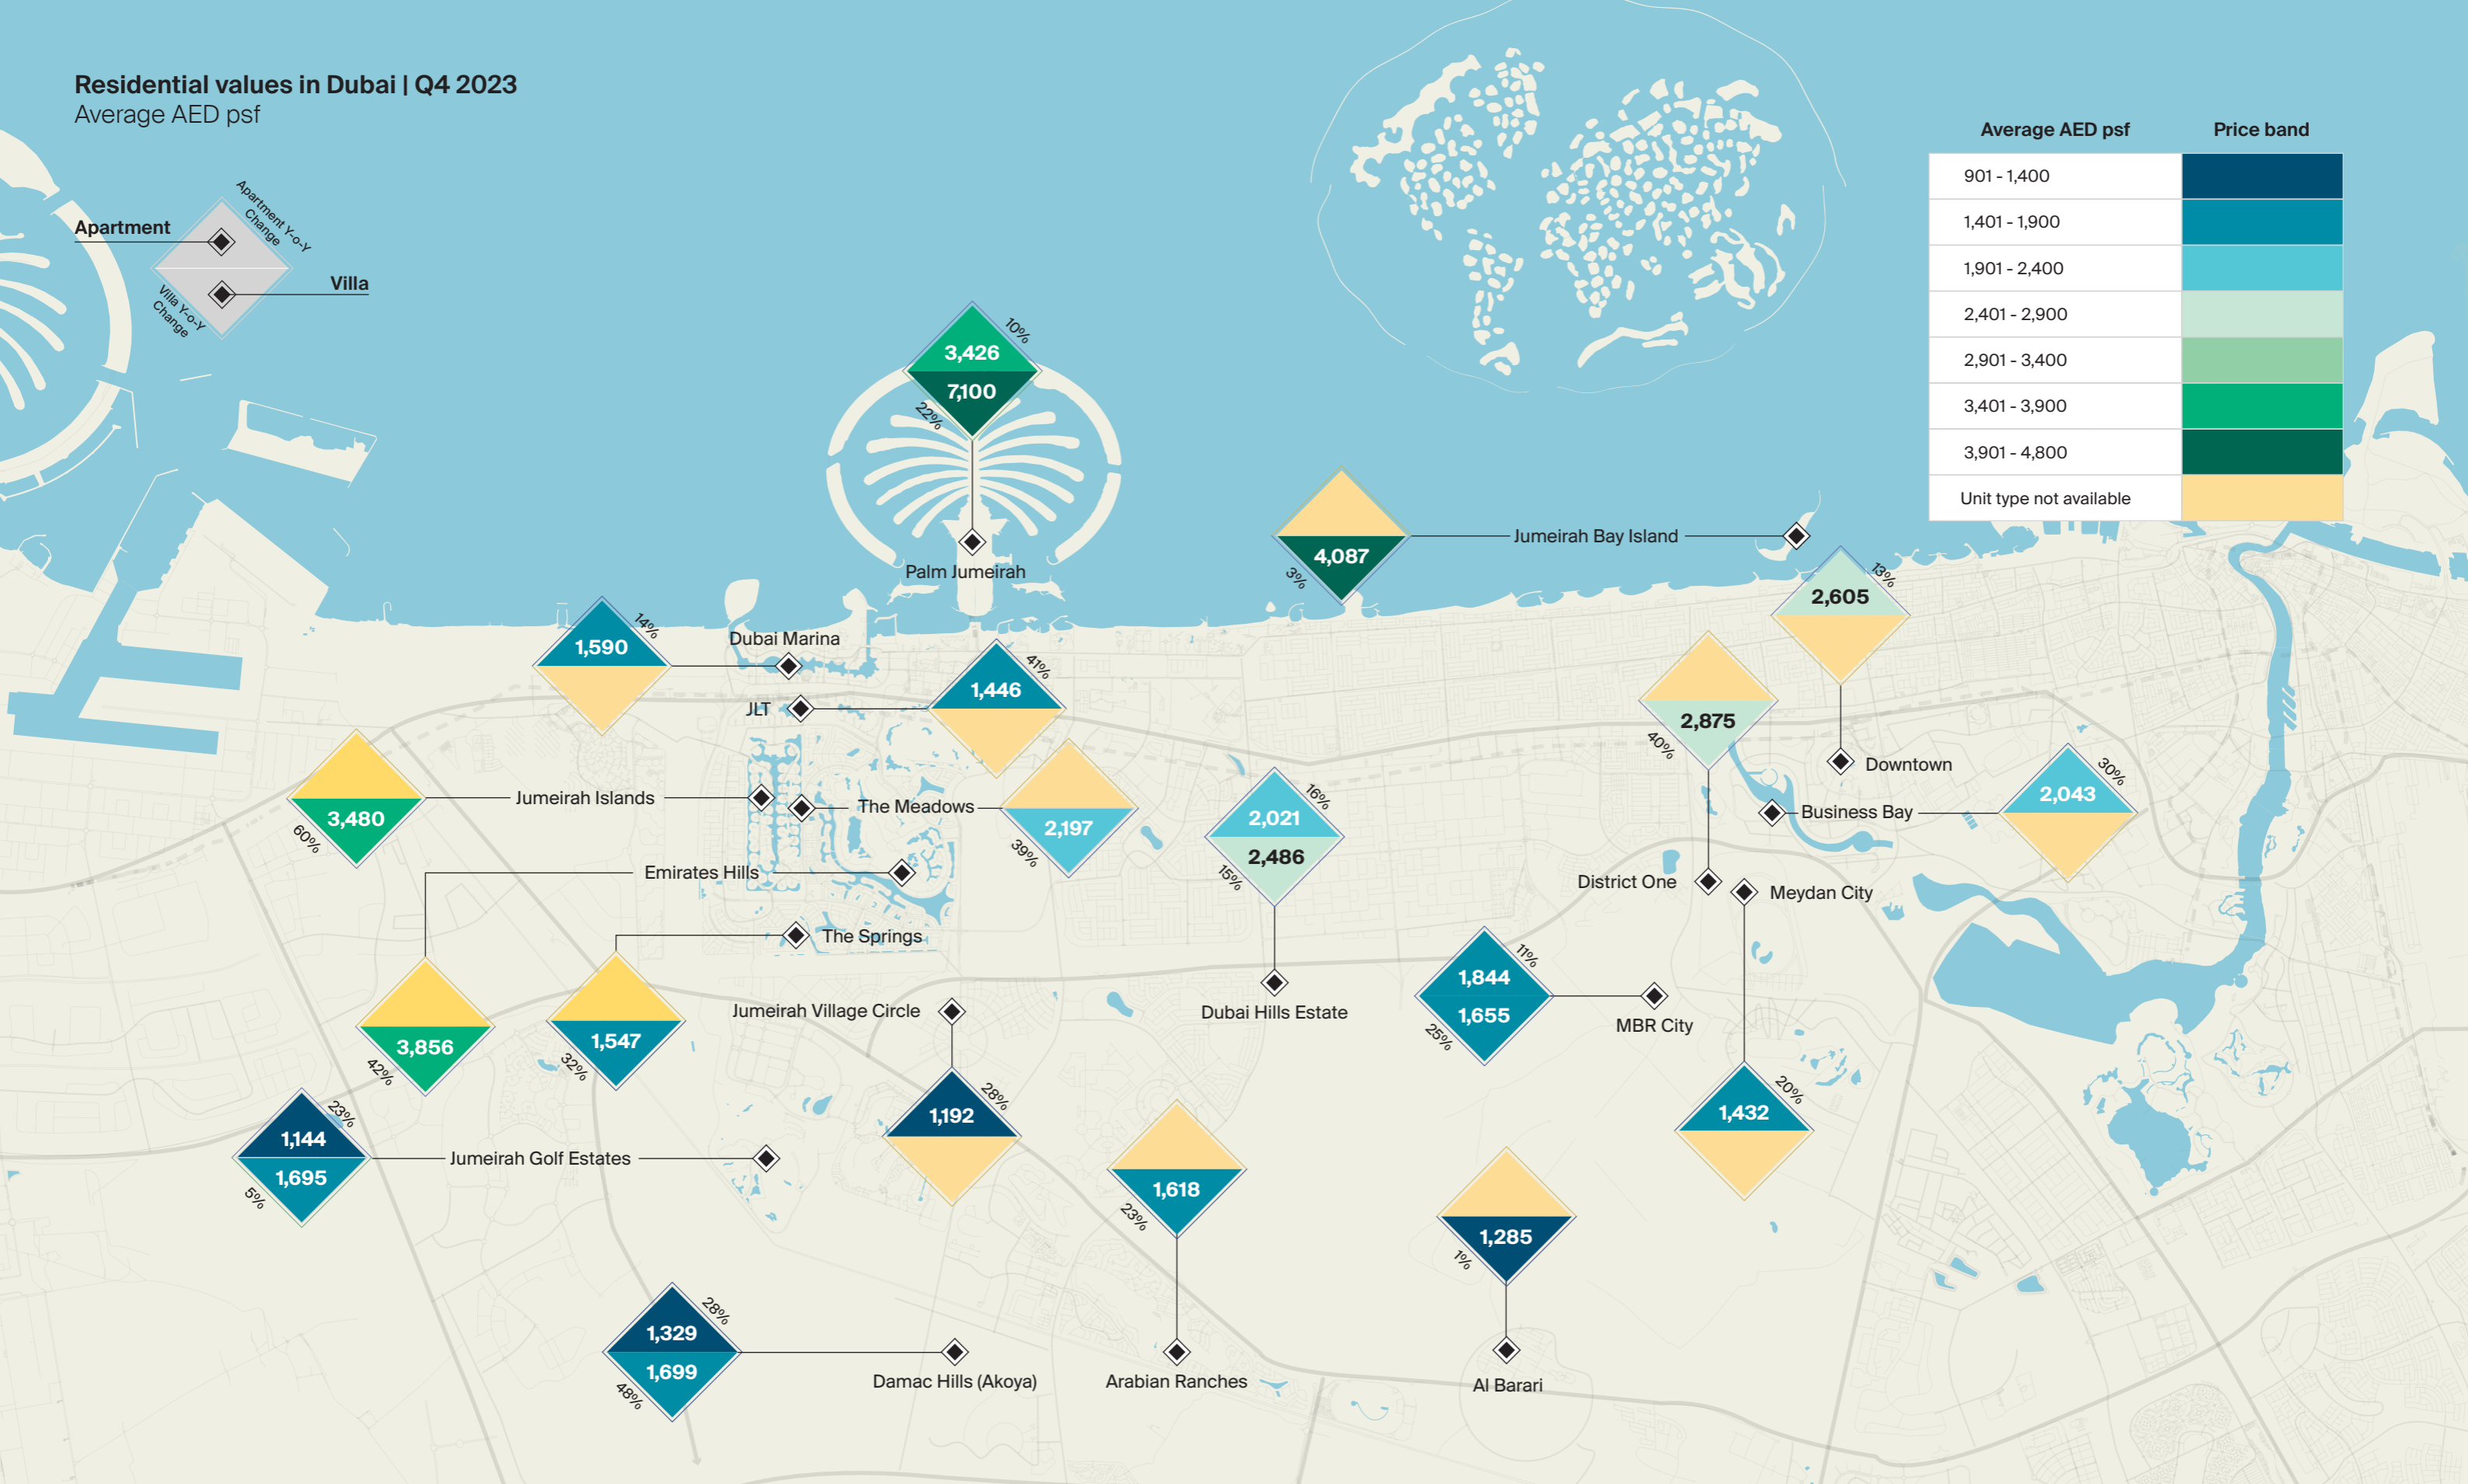 Residential values in Dubai | Q4 2023
Average AED psf
Apartment
Apartment Y-o-Y
Change
Villa
Villa Y-o-Y
Change
Average AED psf Price band
901 - 1,400
1,401 - 1,900
1,901 - 2,400
2,401 - 2,900
2,901 - 3,400
3,401 - 3,900
3,901 - 4,800
Unit type not available
10%
3,426
7100
22%
Palm Jumeirah
4,087
3%
Jumeirah Bay Island
13%
2,605
Downtown
14%
1,590
Dubai Marina
41%
1,446
JLT
2,875
40%
District One
30%
2,043
Business Bay
3,480
60%
Jumeirah Islands
The Meadows
2,197
39%
16%
2,021
2,486
15%
Dubai Hills Estate
Emirates Hills
3,856
42%
The Springs
1,547
32%
Meydan City
20%
1,432
11%
1,844
1,655
25%
MBR City
Jumeirah Village Circle
28%
1,192
23%
1,144
1,695
5%
Jumeirah Golf Estates
1,618
23%
Arabian Ranches
1,285
1%
Al Barari
28%
1,329
1,699
48%
Damac Hills (Akoya)